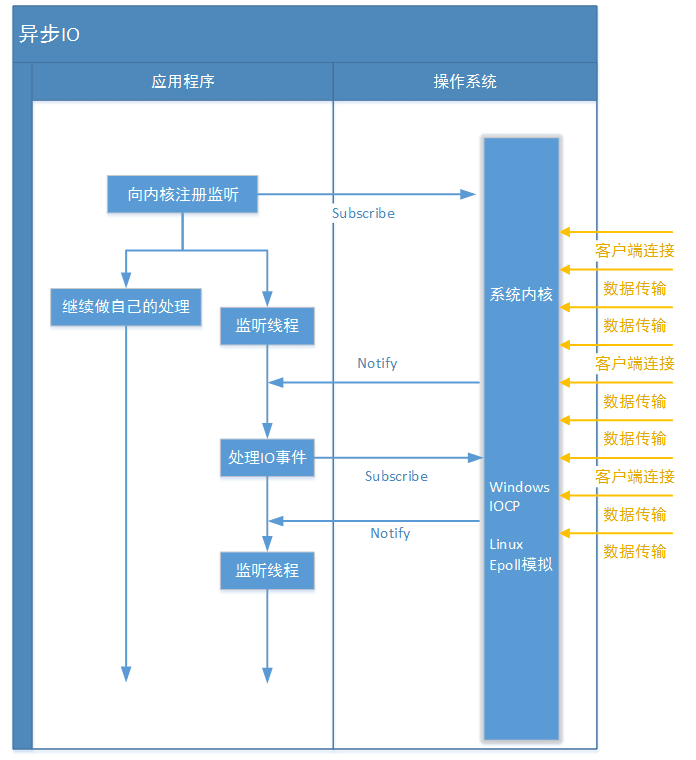 异步IO
应用程序
操作系统
向内核注册监听
Subscribe
客户端连接
继续做自己的处理
系统内核
数据传输
监听线程
数据传输
Notify
客户端连接
数据传输
数据传输
处理IO事件
Subscribe
客户端连接
Windows
IOCP
数据传输
Notify
Linux
Epoll模拟
数据传输
监听线程